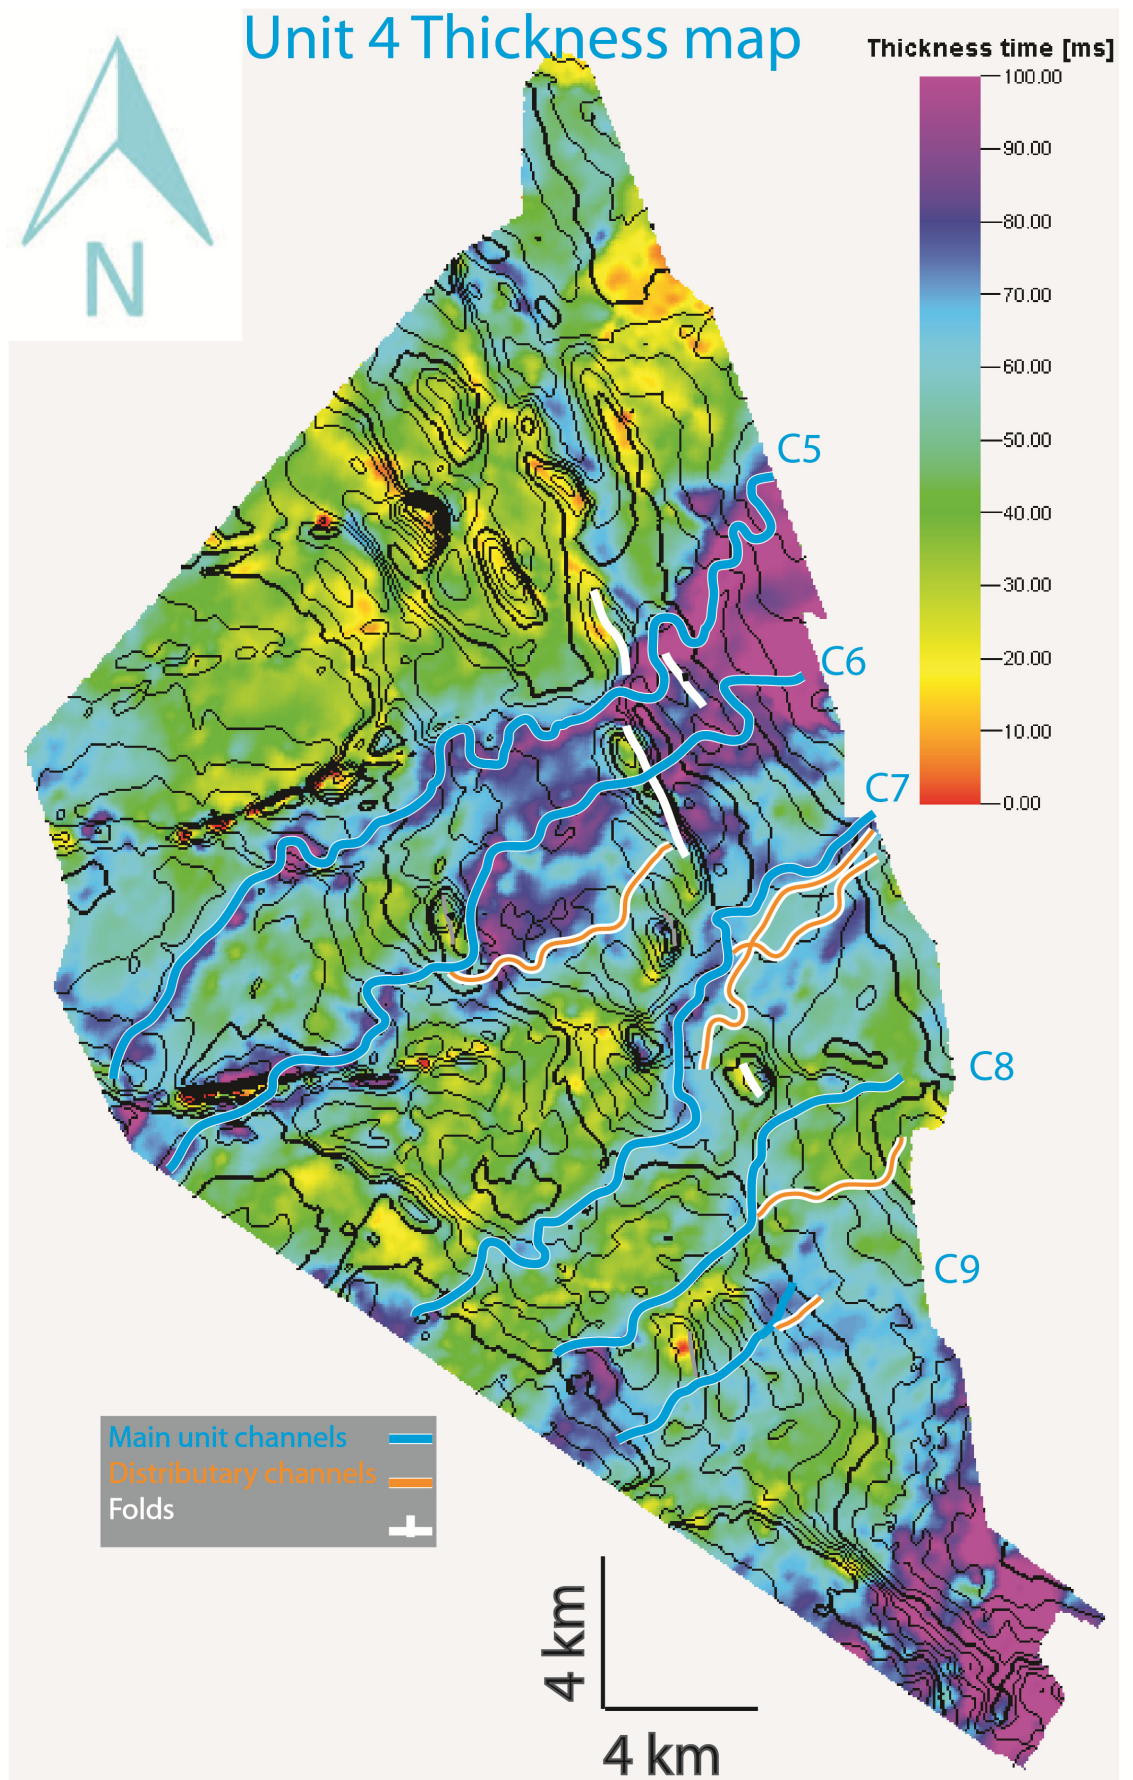 Unit 4 Thickness map
Thickness time [ms]
100.00
90.00
80.00
70.00
60.00
50.00
40.00
30.00
20.00
10.00
0.00
N
C5
C6
C7
C8
C9
Main unit channels
Distributary channels
Folds
4 km
4 km